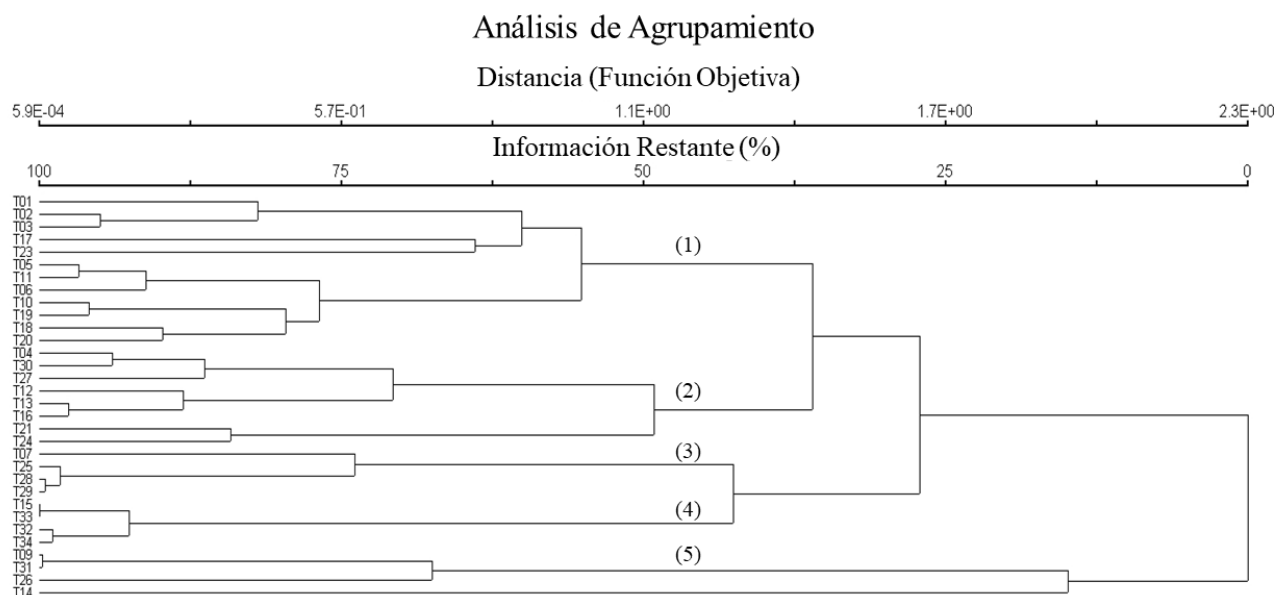 Análisis de Agrupamiento
Distancia (Función Objetiva)
5.9E-04 5.7E-01 1.1E+00 1.7E+00 2.3E+00
Información Restante (%)
100 75 50 25 0
T01
T02
T03
T17
(1)
T23
T05
T11
T06
T10
T19
T18
T20
T04
T30
T27
T12
(2)
T13
T16
T21
T24
T07
(3)
T25
T28
T29
T15
(4)
T33
T32
T34
T09
(5)
T31
T26
T14